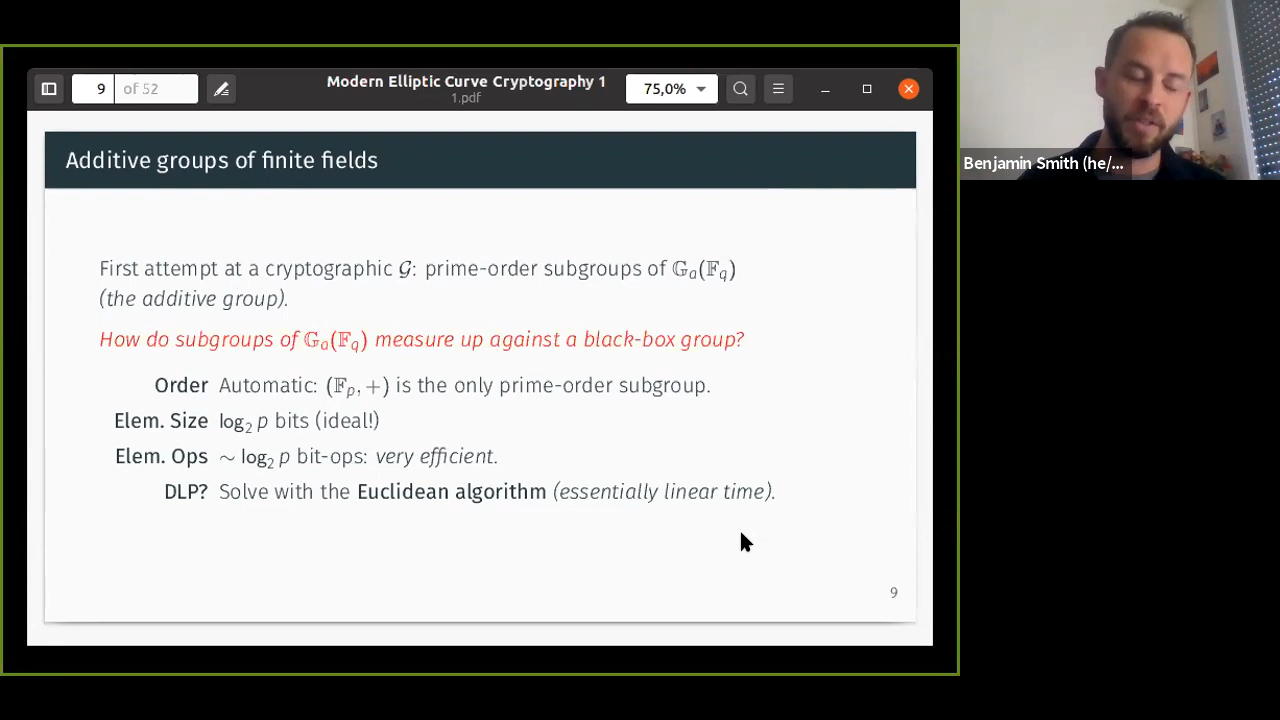 9 of 52
Modern Elliptic Curve Cryptography 1
1.pdf
75,0%
Additive groups of finite fields
First attempt at a cryptographic 𝒢: prime-order subgroups of 𝔾ₐ(𝔽_q)
(the additive group).
How do subgroups of 𝔾ₐ(𝔽_q) measure up against a black-box group?
Order Automatic: (𝔽ₚ, +) is the only prime-order subgroup.
Elem. Size log₂ p bits (ideal!)
Elem. Ops ∼ log₂ p bit-ops: very efficient.
DLP? Solve with the Euclidean algorithm (essentially linear time).
9
Benjamin Smith (he/...